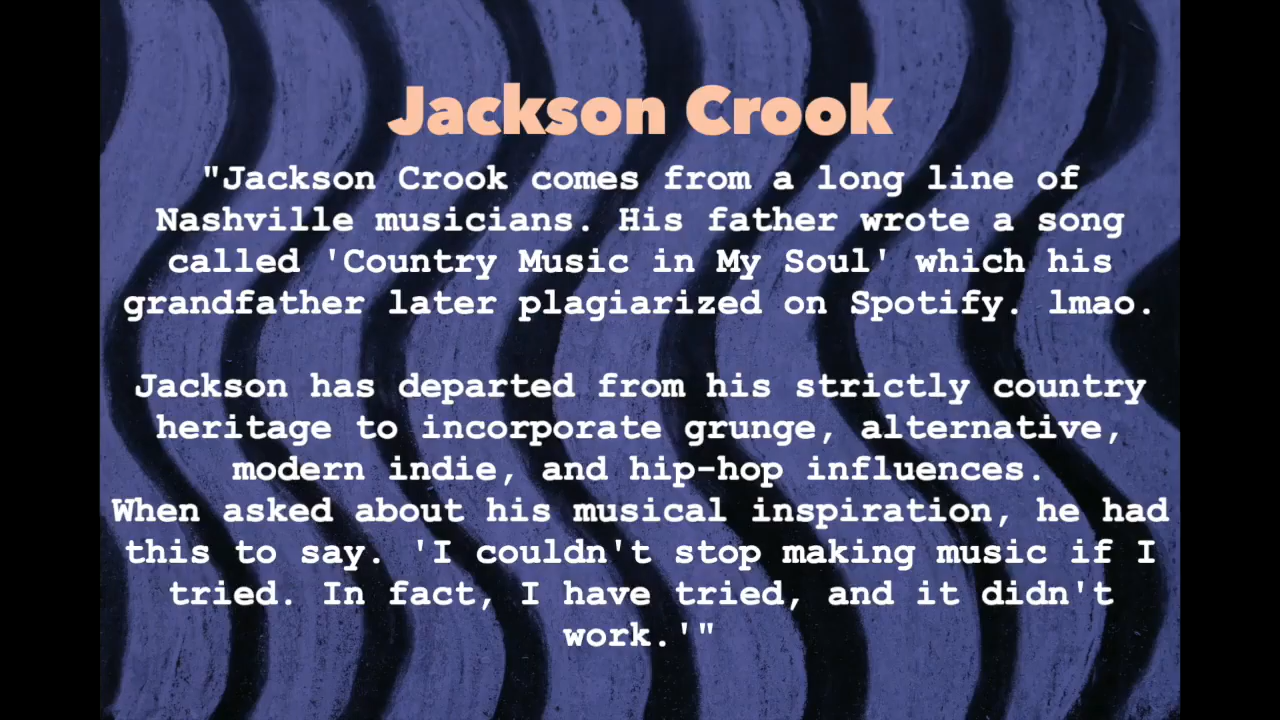 Jackson Crook
"Jackson Crook comes from a long line of
Nashville musicians. His father wrote a song
called 'Country Music in My Soul' which his
grandfather later plagiarized on Spotify. lmao.
Jackson has departed from his strictly country
heritage to incorporate grunge, alternative,
modern indie, and hip-hop influences.
When asked about his musical inspiration, he had
this to say. 'I couldn't stop making music if I
tried. In fact, I have tried, and it didn't
work.'"